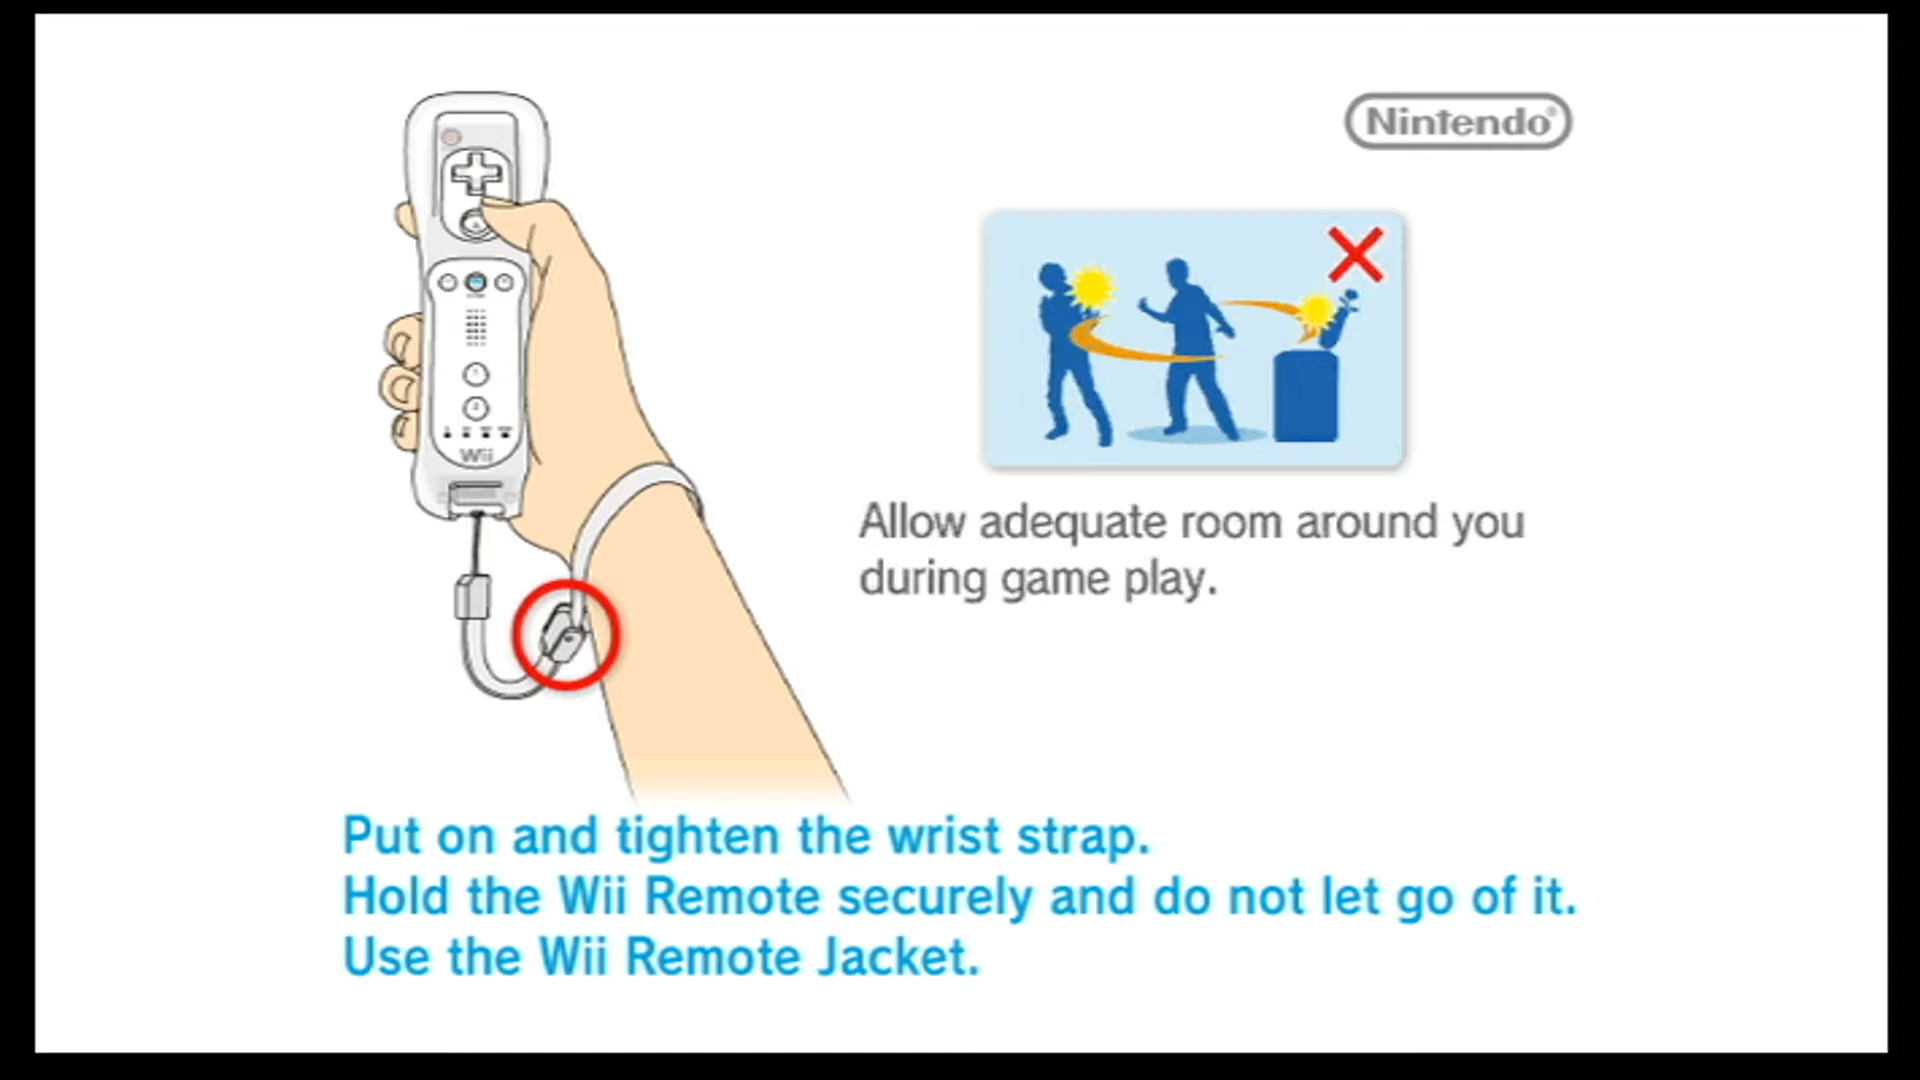 Nintendo®
Wii
Allow adequate room around you
during game play.
Put on and tighten the wrist strap.
Hold the Wii Remote securely and do not let go of it.
Use the Wii Remote Jacket.